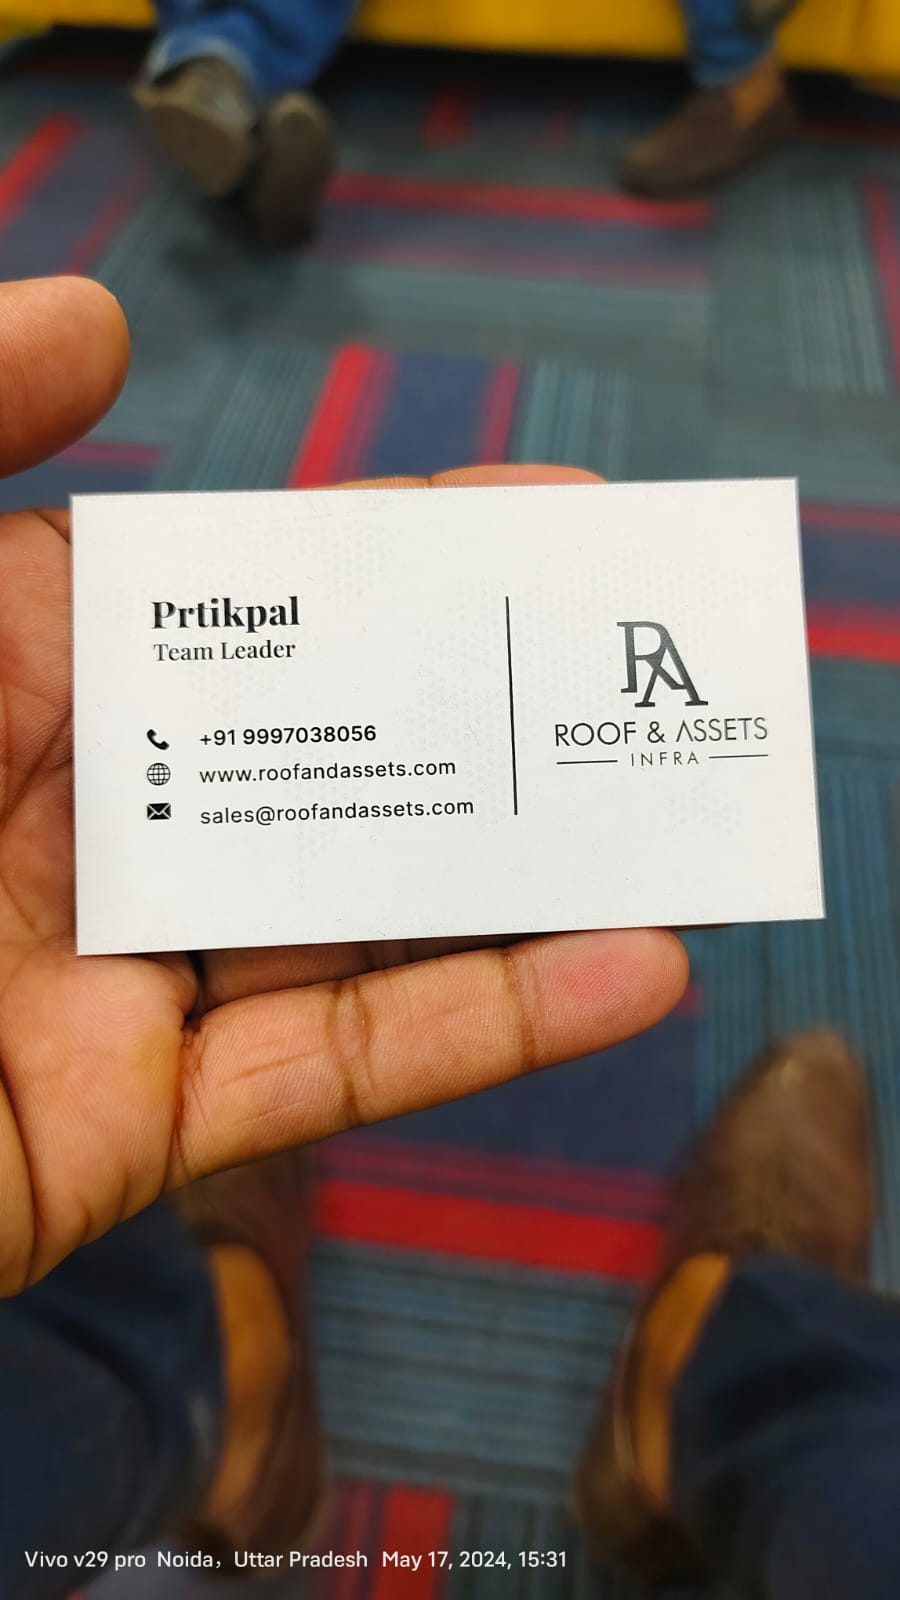 Prtikpal
Team Leader
+91 9997038056
www.roofandassets.com
sales@roofandassets.com
RA
ROOF & ASSETS
INFRA
Vivo v29 pro Noida, Uttar Pradesh May 17, 2024, 15:31